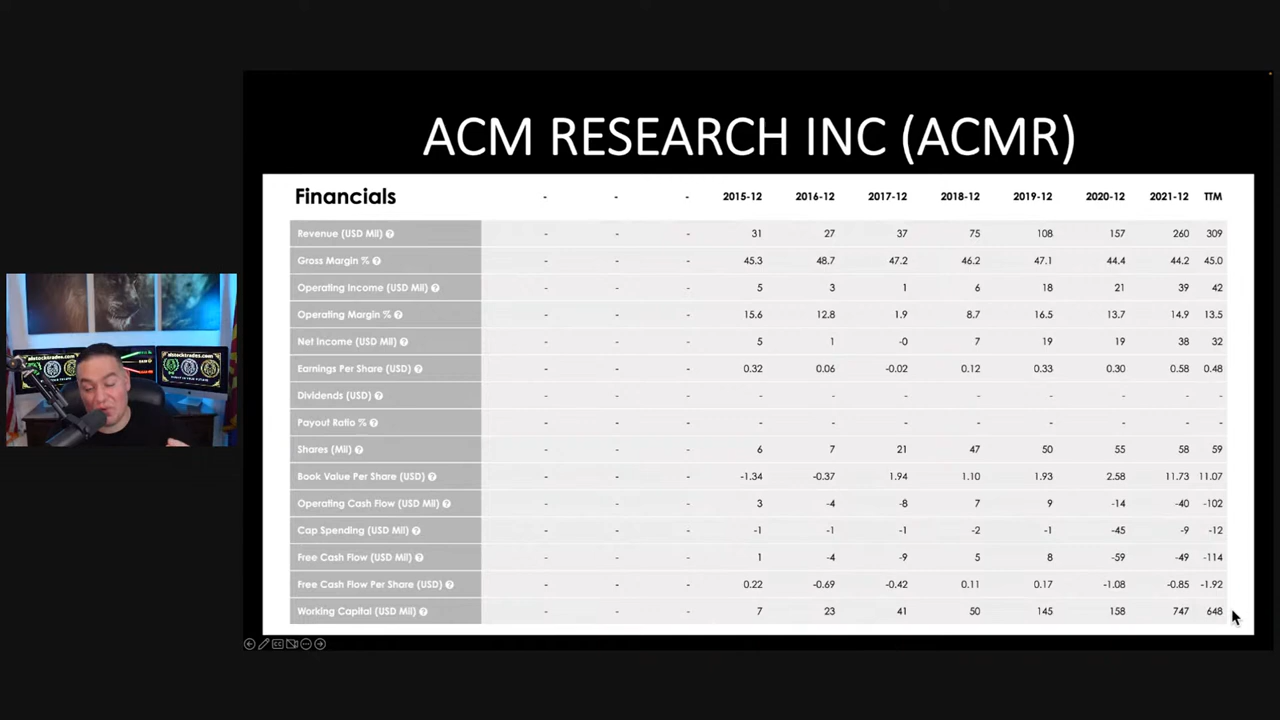 ACM RESEARCH INC (ACMR)
Financials - - - 2015-12 2016-12 2017-12 2018-12 2019-12 2020-12 2021-12 TTM
Revenue (USD Mil) - - - 31 27 37 75 108 157 260 309
Gross Margin % - - - 45.3 48.7 47.2 46.2 47.1 44.4 44.2 45.0
Operating Income (USD Mil) - - - 5 3 1 6 18 21 39 42
Operating Margin % - - - 15.6 12.8 1.9 8.7 16.5 13.7 14.9 13.5
Net Income (USD Mil) - - - 5 1 -0 7 19 19 38 32
Earnings Per Share (USD) - - - 0.32 0.06 -0.02 0.12 0.33 0.30 0.58 0.48
Dividends (USD) - - - - - - - - - - -
Payout Ratio % - - - - - - - - - - -
Shares (Mil) - - - 6 7 21 47 50 55 58 59
Book Value Per Share (USD) - - - -1.34 -0.37 1.94 1.10 1.93 2.58 11.73 11.07
Operating Cash Flow (USD Mil) - - - 3 -4 -8 7 9 -14 -40 -102
Cap Spending (USD Mil) - - - -1 -1 -1 -2 -1 -45 -9 -12
Free Cash Flow (USD Mil) - - - 1 -4 -9 5 8 -59 -49 -114
Free Cash Flow Per Share (USD) - - - 0.22 -0.69 -0.42 0.11 0.17 -1.08 -0.85 -1.92
Working Capital (USD Mil) - - - 7 23 41 50 145 158 747 648
alstocktrades.com
alstocktrades.com